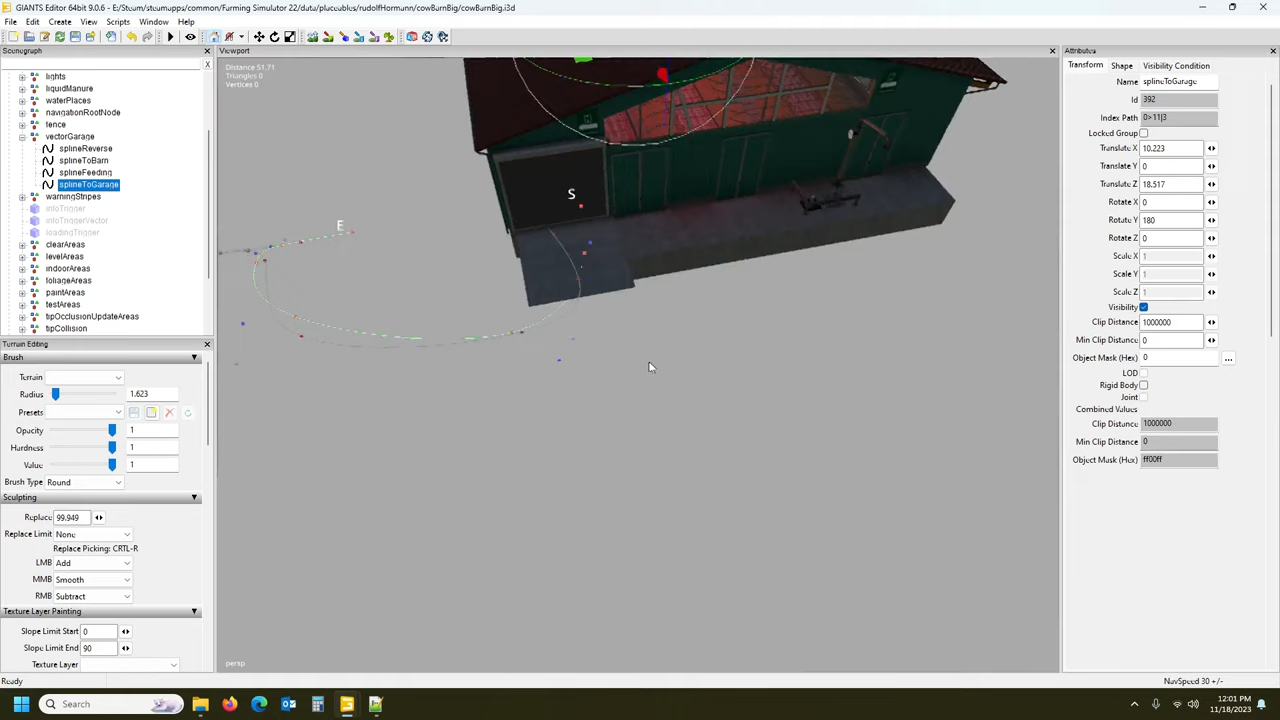 GIANTS Editor 64bit v9.0.6 - E:/Steam/steamapps/common/Farming Simulator 22/data/placeables/rudolfHormann/cowBarnBig/cowBarnBig.i3d
File Edit Create View Scripts Window Help
Scenegraph
X
lights
liquidManure
waterPlaces
navigationRootNode
fence
vectorGarage
splineReverse
splineToBarn
splineFeeding
splineToGarage
warningStripes
infoTrigger
infoTriggerVector
loadingTrigger
clearAreas
levelAreas
indoorAreas
foliageAreas
paintAreas
testAreas
tipOcclusionUpdateAreas
tipCollision
Terrain Editing
Brush
Terrain
Radius 1.623
Presets
Opacity 1
Hardness 1
Value 1
Brush Type Round
Sculpting
Replace 99.949
Replace Limit None
Replace Picking: CRTL-R
LMB Add
MMB Smooth
RMB Subtract
Texture Layer Painting
Slope Limit Start 0
Slope Limit End 90
Texture Layer
Viewport
Distance 51.71
Triangles 0
Vertices 0
S
E
persp
Attributes
Transform Shape Visibility Condition
Name splineToGarage
Id 392
Index Path 0>11|3
Locked Group
Translate X 10.223
Translate Y 0
Translate Z 18.517
Rotate X 0
Rotate Y 180
Rotate Z 0
Scale X 1
Scale Y 1
Scale Z 1
Visibility
Clip Distance 1000000
Min Clip Distance 0
Object Mask (Hex) 0 ...
LOD
Rigid Body
Joint
Combined Values
Clip Distance 1000000
Min Clip Distance 0
Object Mask (Hex) ff00ff
Ready
NavSpeed 30 +/-
Search
12:01 PM
11/18/2023